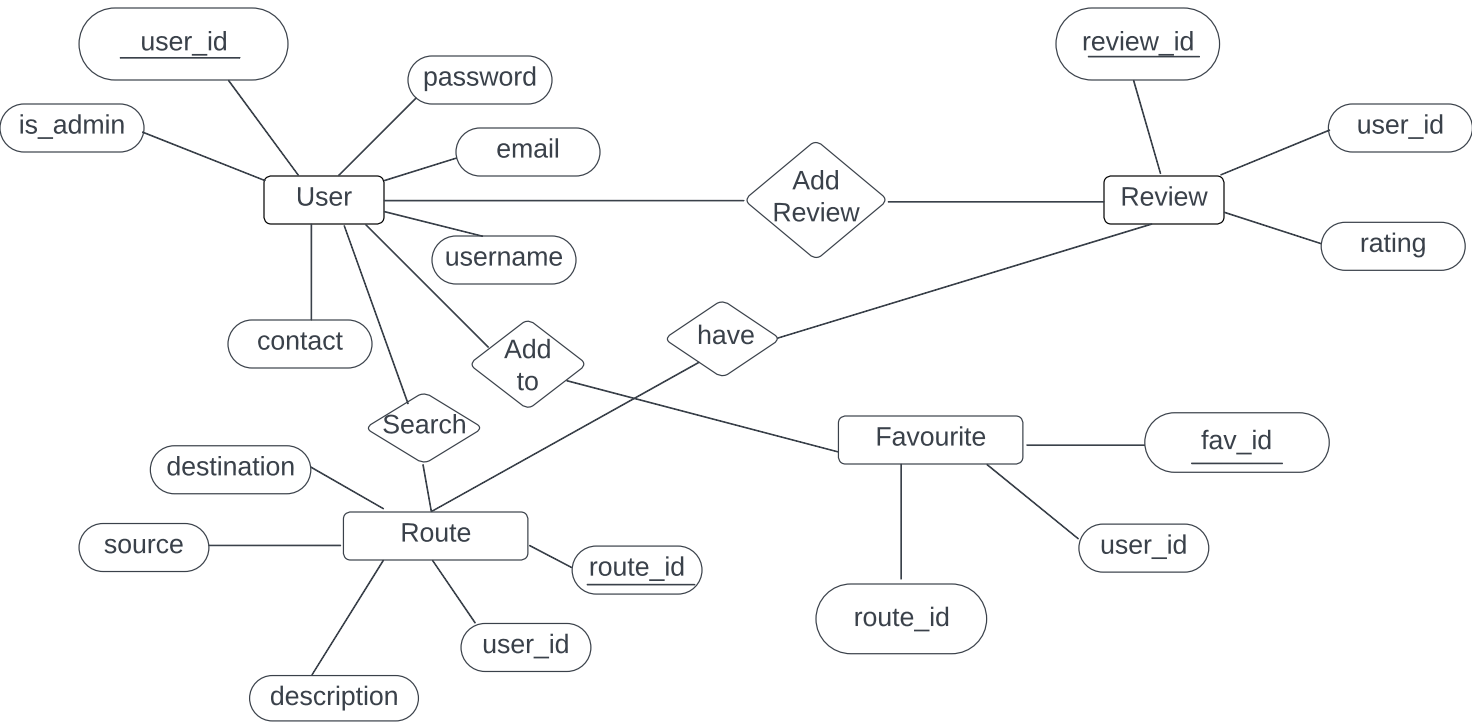 user_id
review_id
password
is_admin
user_id
email
Add
Review
User
Review
username
rating
contact
have
Add
to
Search
Favourite
fav_id
destination
Route
source
user_id
route_id
route_id
user_id
description